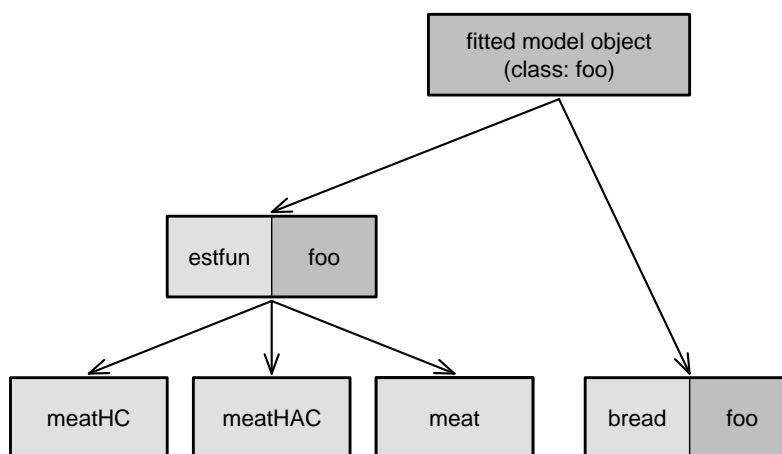 fitted model object
(class: foo)
estfun foo
meatHC meatHAC meat bread foo